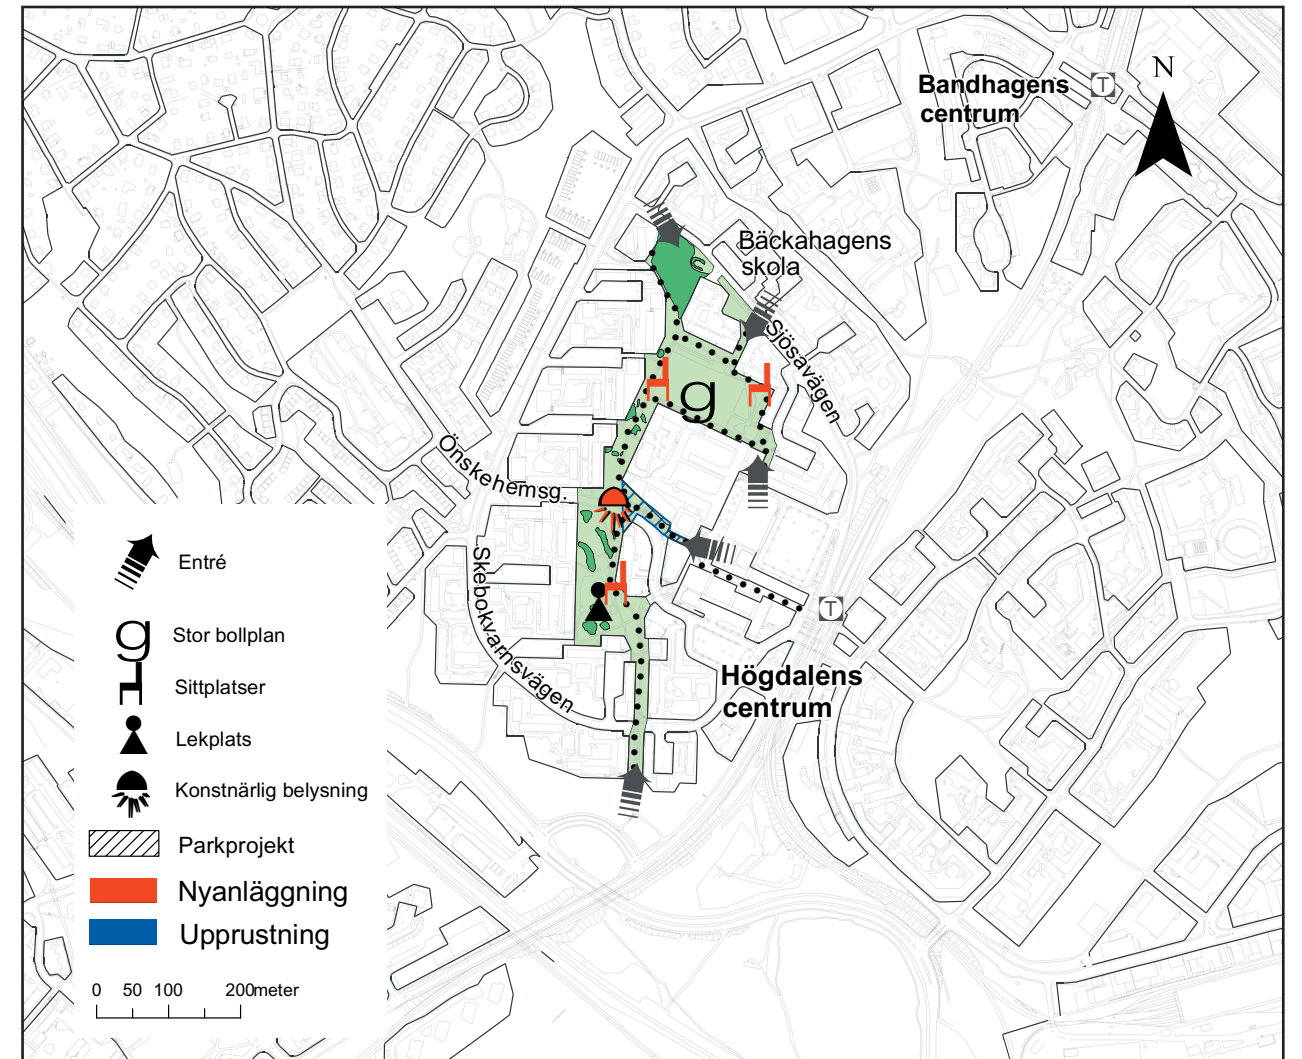 Bandhagens
centrum
T
N
Bäckahagens
skola
Sjösavägen
g
Önskehemsg.
Skebokvarnsvägen
T
Högdalens
centrum
Entré
g
Stor bollplan
Sittplatser
Lekplats
Konstnärlig belysning
Parkprojekt
Nyanläggning
Upprustning
0 50 100 200meter